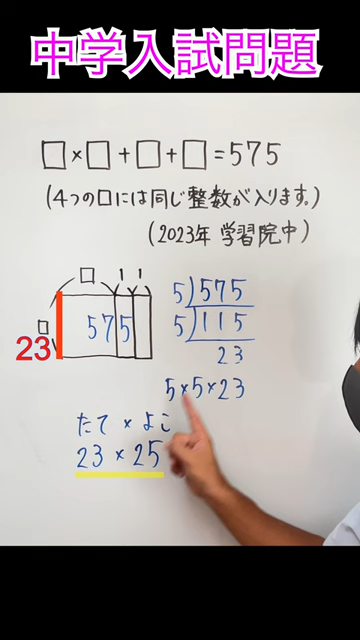 中学入試問題
□×□+□+□=575
(4つの□には同じ整数が入ります。)
(2023年 学習院中)
□ 1 1
□ 575
23
5)575
5)115
23
5×5×23
たて×よこ
23×25